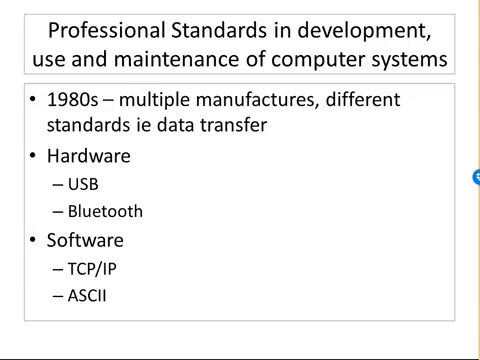 Professional Standards in development,
use and maintenance of computer systems
• 1980s – multiple manufactures, different
standards ie data transfer
• Hardware
– USB
– Bluetooth
• Software
– TCP/IP
– ASCII